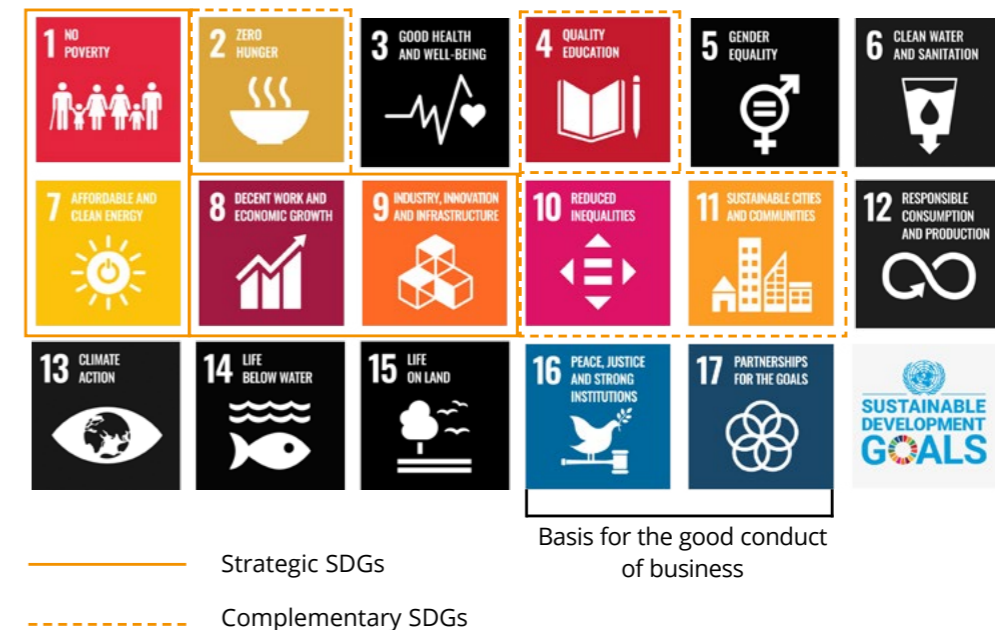 1 NO
POVERTY
2 ZERO
HUNGER
3 GOOD HEALTH
AND WELL-BEING
4 QUALITY
EDUCATION
5 GENDER
EQUALITY
6 CLEAN WATER
AND SANITATION
7 AFFORDABLE AND
CLEAN ENERGY
8 DECENT WORK AND
ECONOMIC GROWTH
9 INDUSTRY, INNOVATION
AND INFRASTRUCTURE
10 REDUCED
INEQUALITIES
11 SUSTAINABLE CITIES
AND COMMUNITIES
12 RESPONSIBLE
CONSUMPTION
AND PRODUCTION
13 CLIMATE
ACTION
14 LIFE
BELOW WATER
15 LIFE
ON LAND
16 PEACE, JUSTICE
AND STRONG
INSTITUTIONS
17 PARTNERSHIPS
FOR THE GOALS
SUSTAINABLE
DEVELOPMENT
GOALS
Basis for the good conduct
of business
Strategic SDGs
Complementary SDGs